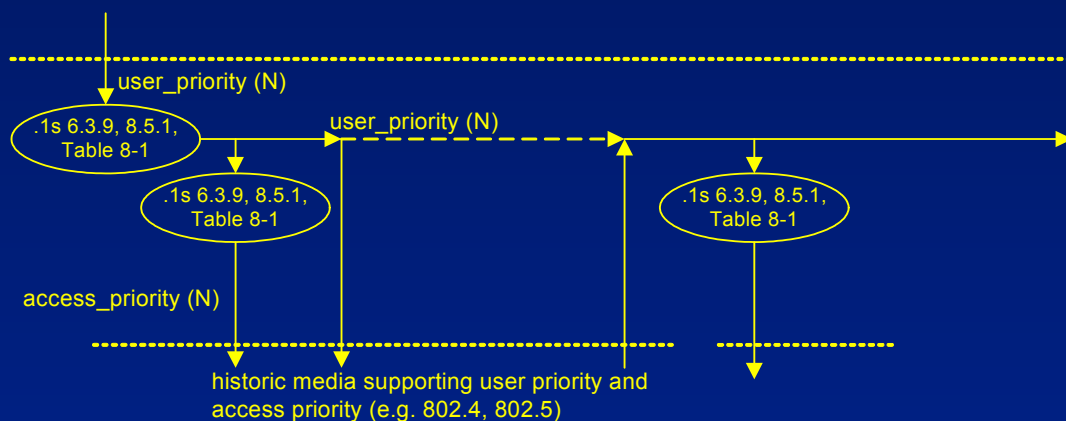 user_priority (N)
.1s 6.3.9, 8.5.1,
Table 8-1
user_priority (N)
.1s 6.3.9, 8.5.1,
Table 8-1
.1s 6.3.9, 8.5.1,
Table 8-1
access_priority (N)
historic media supporting user priority and
access priority (e.g. 802.4, 802.5)